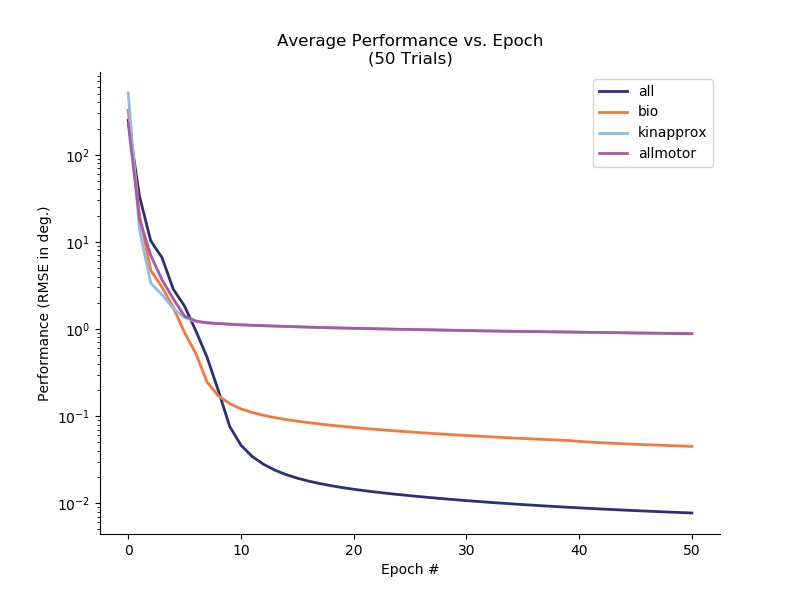 Average Performance vs. Epoch
(50 Trials)
all
bio
kinapprox
allmotor
Performance (RMSE in deg.)
10²
10¹
10⁰
10⁻¹
10⁻²
0 10 20 30 40 50
Epoch #